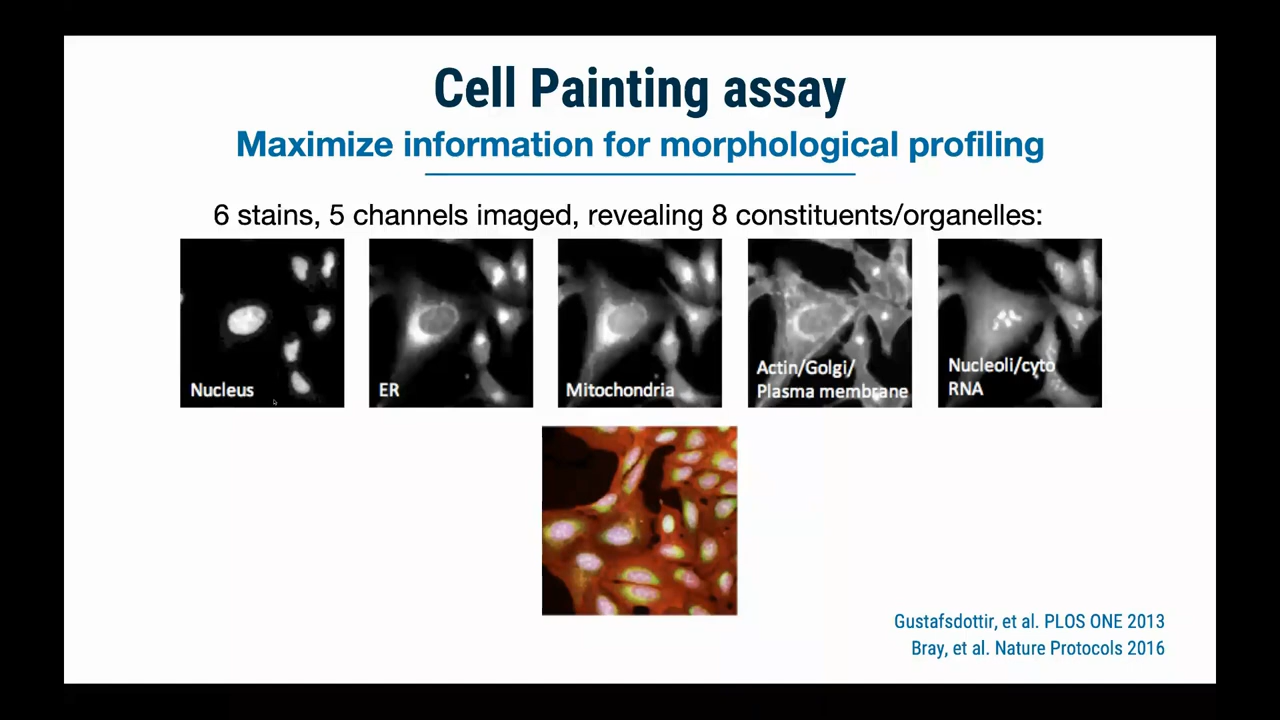 Cell Painting assay
Maximize information for morphological profiling
6 stains, 5 channels imaged, revealing 8 constituents/organelles:
Nucleus
ER
Mitochondria
Actin/Golgi/
Plasma membrane
Nucleoli/cyto
RNA
Gustafsdottir, et al. PLOS ONE 2013
Bray, et al. Nature Protocols 2016